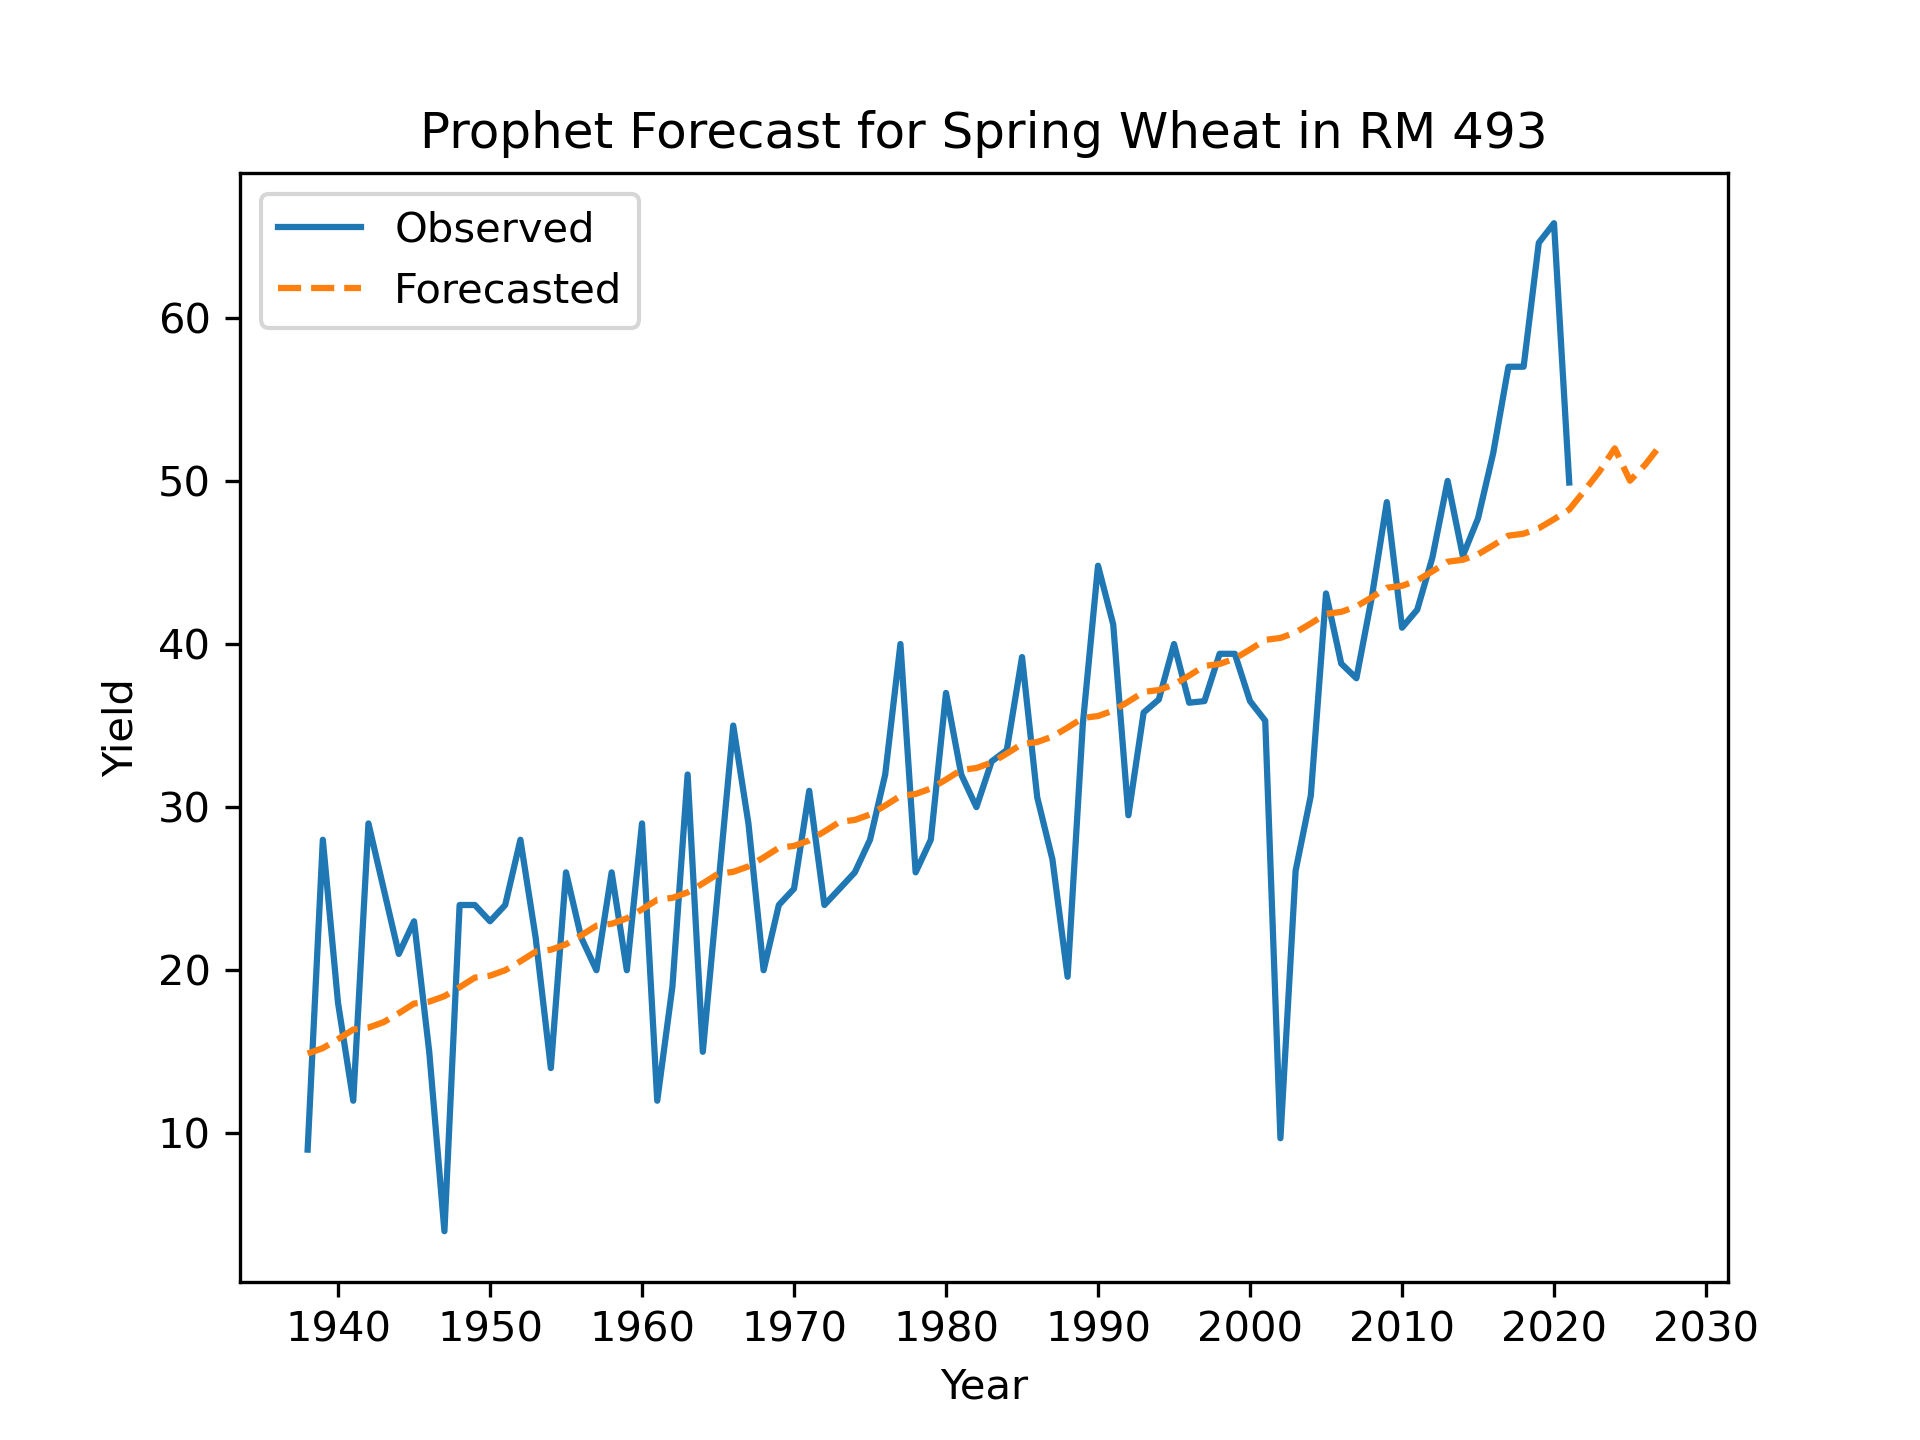 Prophet Forecast for Spring Wheat in RM 493
Observed
Forecasted
60
50
40
30
20
10
Yield
1940 1950 1960 1970 1980 1990 2000 2010 2020 2030
Year